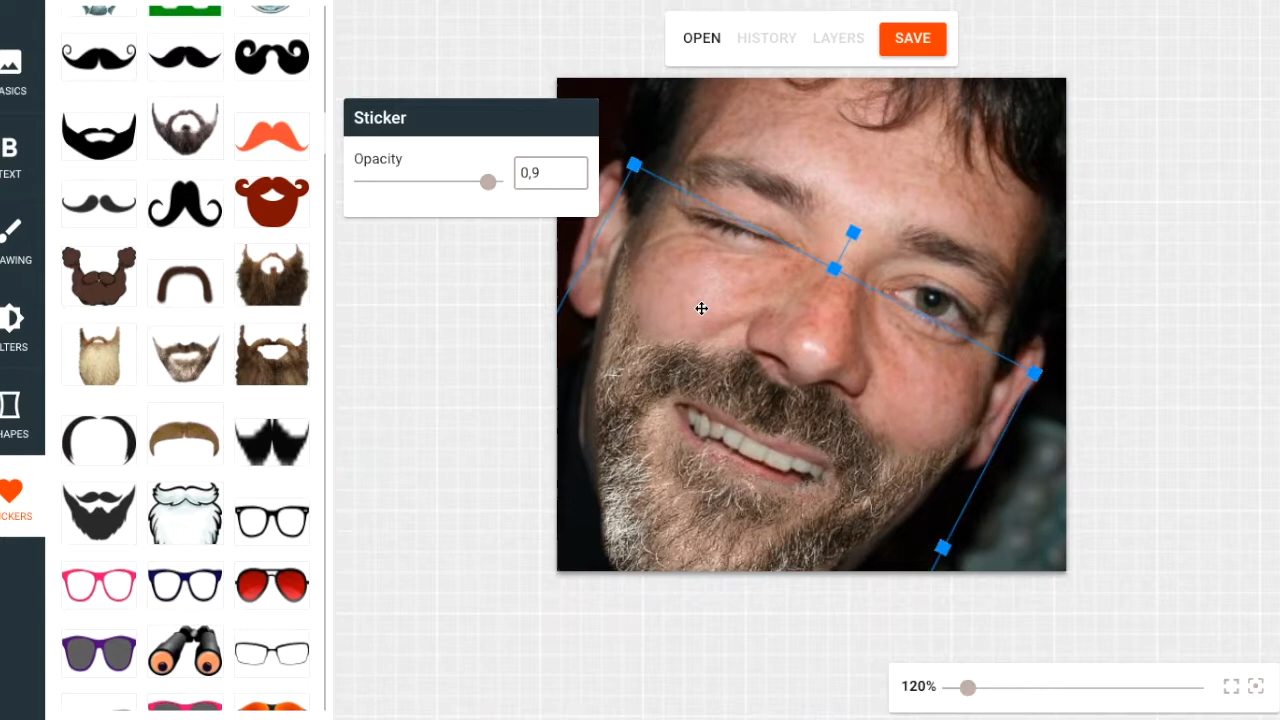 OPEN HISTORY LAYERS SAVE
ASICS
B
TEXT
AWING
LTERS
HAPES
ICKERS
Sticker
Opacity
0,9
120%